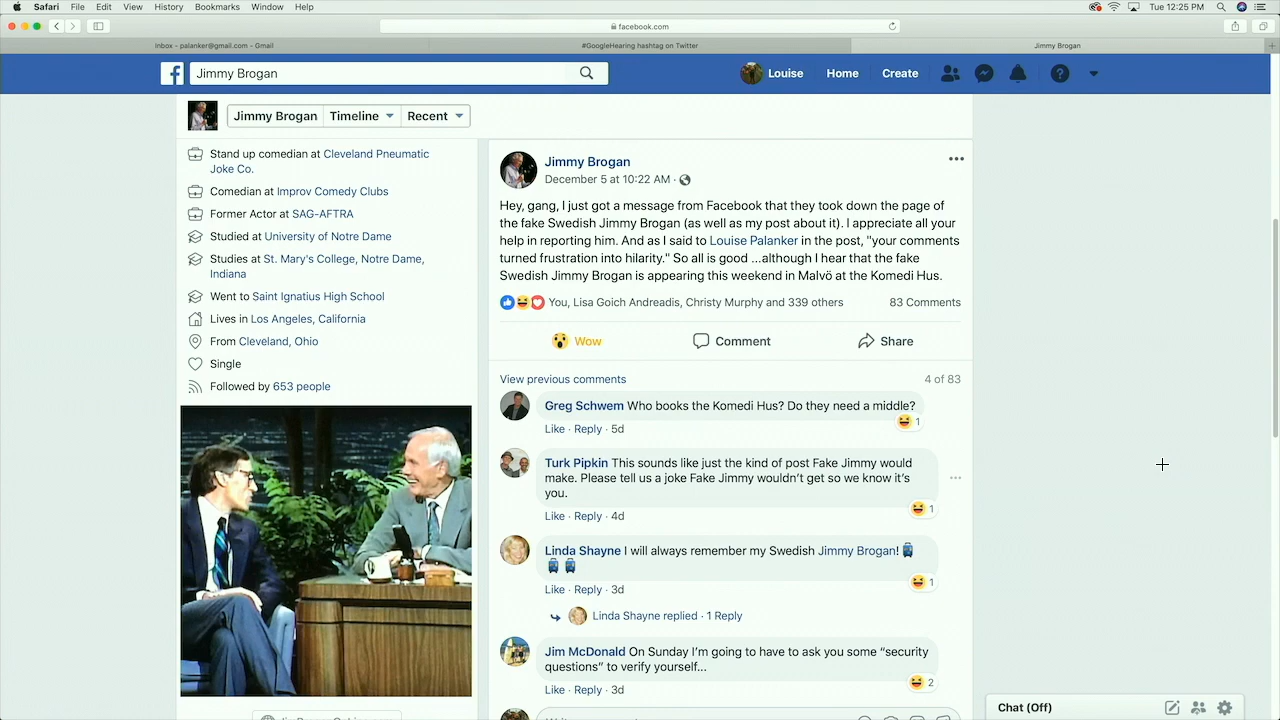 Safari File Edit View History Bookmarks Window Help
Tue 12:25 PM
facebook.com
Inbox - palanker@gmail.com - Gmail
#GoogleHearing hashtag on Twitter
Jimmy Brogan
Jimmy Brogan
Louise Home Create
Jimmy Brogan Timeline Recent
Stand up comedian at Cleveland Pneumatic
Joke Co.
Comedian at Improv Comedy Clubs
Former Actor at SAG-AFTRA
Studied at University of Notre Dame
Studies at St. Mary's College, Notre Dame,
Indiana
Went to Saint Ignatius High School
Lives in Los Angeles, California
From Cleveland, Ohio
Single
Followed by 653 people
Jimmy Brogan
December 5 at 10:22 AM ·
Hey, gang, I just got a message from Facebook that they took down the page of
the fake Swedish Jimmy Brogan (as well as my post about it). I appreciate all your
help in reporting him. And as I said to Louise Palanker in the post, "your comments
turned frustration into hilarity." So all is good ...although I hear that the fake
Swedish Jimmy Brogan is appearing this weekend in Malvö at the Komedi Hus.
You, Lisa Goich Andreadis, Christy Murphy and 339 others
83 Comments
Wow Comment Share
View previous comments
4 of 83
Greg Schwem Who books the Komedi Hus? Do they need a middle?
1
Like · Reply · 5d
Turk Pipkin This sounds like just the kind of post Fake Jimmy would
make. Please tell us a joke Fake Jimmy wouldn't get so we know it's
you.
1
Like · Reply · 4d
Linda Shayne I will always remember my Swedish Jimmy Brogan!
1
Like · Reply · 3d
Linda Shayne replied · 1 Reply
Jim McDonald On Sunday I'm going to have to ask you some “security
questions” to verify yourself...
2
Like · Reply · 3d
Chat (Off)